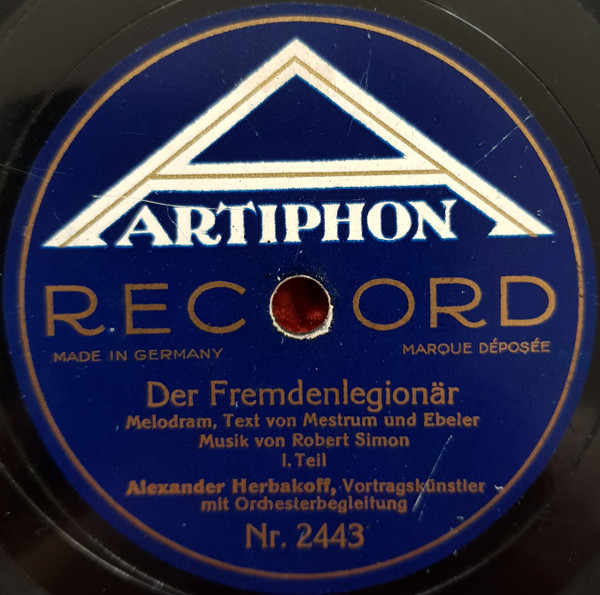 ARTIPHON
RECORD
MADE IN GERMANY
MARQUE DÉPOSÉE
Der Fremdenlegionär
Melodram, Text von Mestrum und Ebeler
Musik von Robert Simon
I. Teil
Alexander Herbakoff, Vortragskünstler
mit Orchesterbegleitung
Nr. 2443